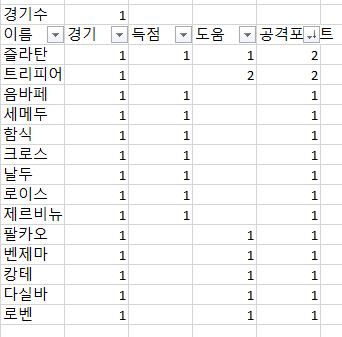 경기수 1
이름 경기 득점 도움 공격포 트
즐라탄 1 1 1 2
트리피어 1 2 2
음바페 1 1 1
세메두 1 1 1
함식 1 1 1
크로스 1 1 1
날두 1 1 1
로이스 1 1 1
제르비뉴 1 1 1
팔카오 1 1 1
벤제마 1 1 1
캉테 1 1 1
다실바 1 1 1
로벤 1 1 1